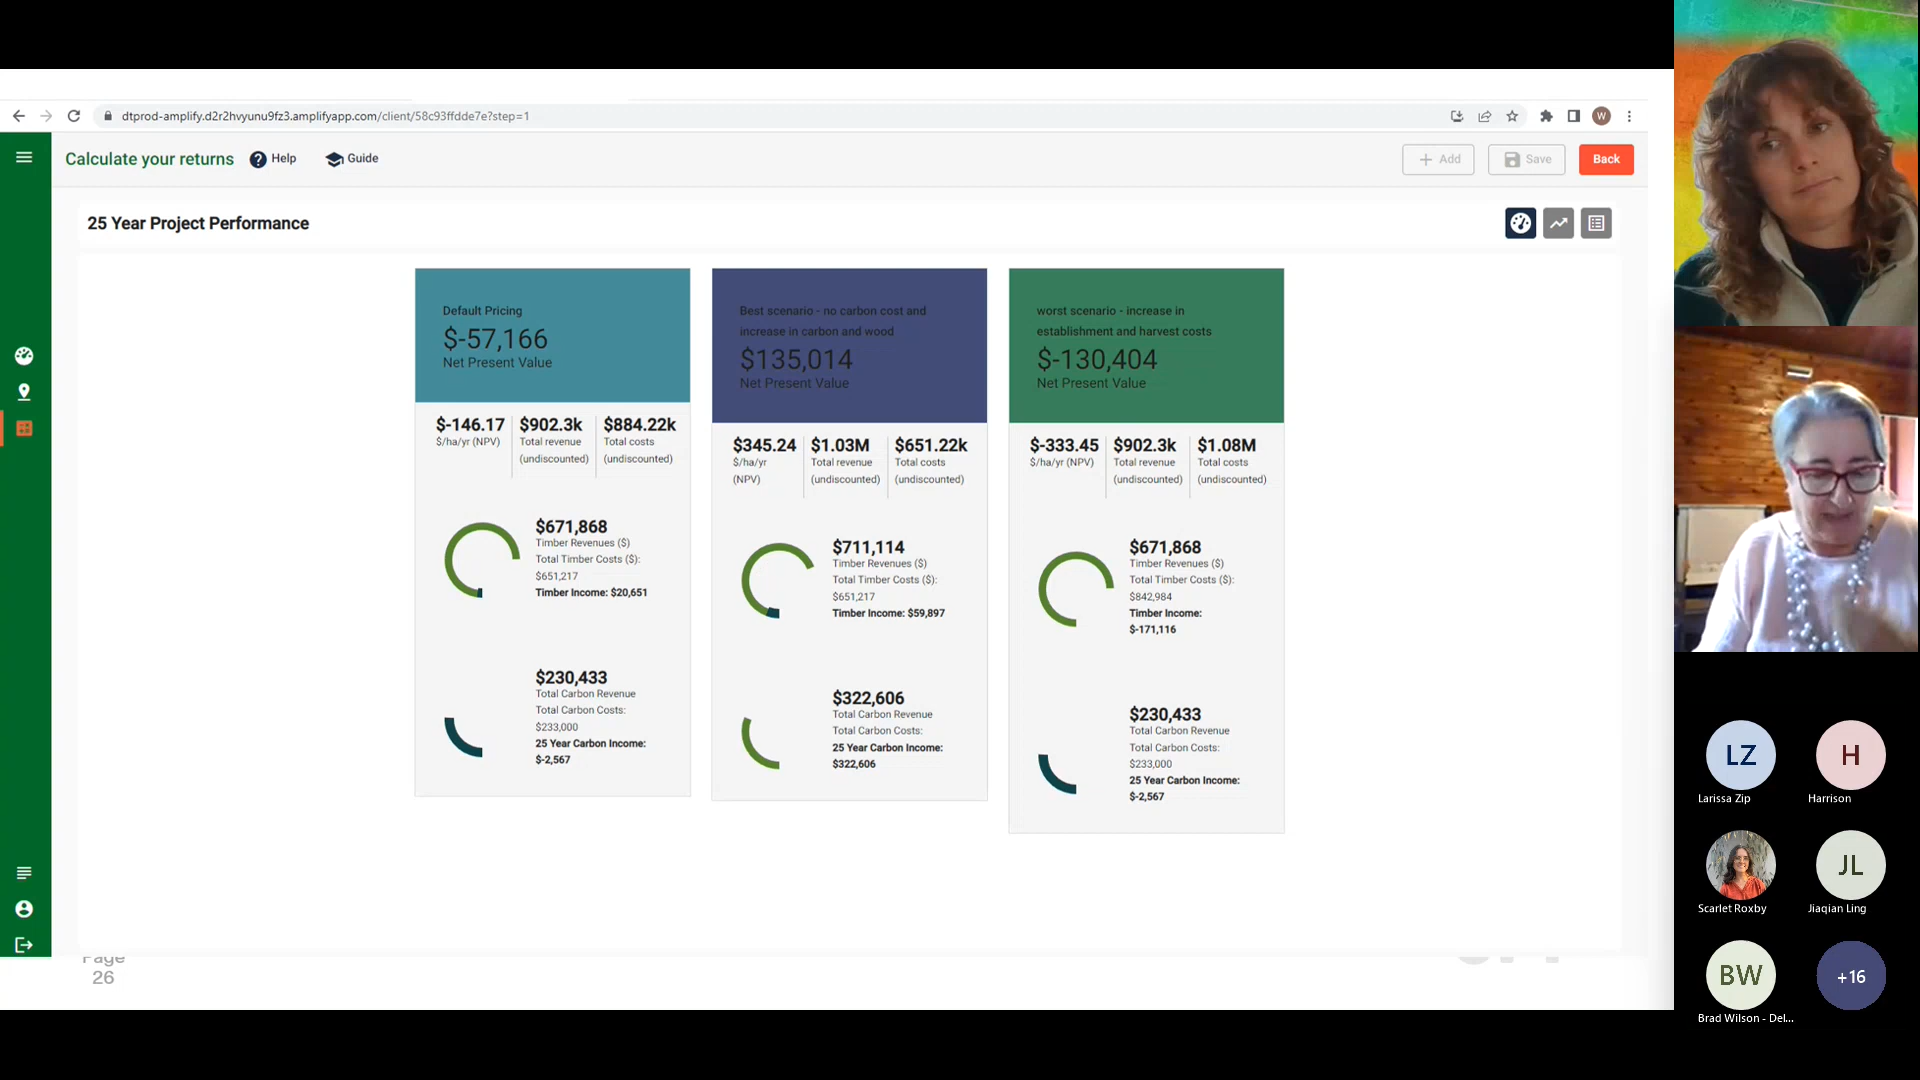 dtprod-amplify.d2r2hvyunu9fz3.amplifyapp.com/client/58c93ffdde7e?step=1
W
Calculate your returns
Help
Guide
Add
Save
Back
25 Year Project Performance
Default Pricing
$-57,166
Net Present Value
$-146.17
$/ha/yr (NPV)
$902.3k
Total revenue
(undiscounted)
$884.22k
Total costs
(undiscounted)
$671,868
Timber Revenues ($)
Total Timber Costs ($):
$651,217
Timber Income: $20,651
$230,433
Total Carbon Revenue
Total Carbon Costs:
$233,000
25 Year Carbon Income:
$-2,567
Best scenario - no carbon cost and
increase in carbon and wood
$135,014
Net Present Value
$345.24
$/ha/yr
(NPV)
$1.03M
Total revenue
(undiscounted)
$651.22k
Total costs
(undiscounted)
$711,114
Timber Revenues ($)
Total Timber Costs ($):
$651,217
Timber Income: $59,897
$322,606
Total Carbon Revenue
Total Carbon Costs:
25 Year Carbon Income:
$322,606
worst scenario - increase in
establishment and harvest costs
$-130,404
Net Present Value
$-333.45
$/ha/yr (NPV)
$902.3k
Total revenue
(undiscounted)
$1.08M
Total costs
(undiscounted)
$671,868
Timber Revenues ($)
Total Timber Costs ($):
$842,984
Timber Income:
$-171,116
$230,433
Total Carbon Revenue
Total Carbon Costs:
$233,000
25 Year Carbon Income:
$-2,567
Page
26
LZ
Larissa Zip
H
Harrison
Scarlet Roxby
JL
Jiaqian Ling
BW
Brad Wilson - Del...
+16